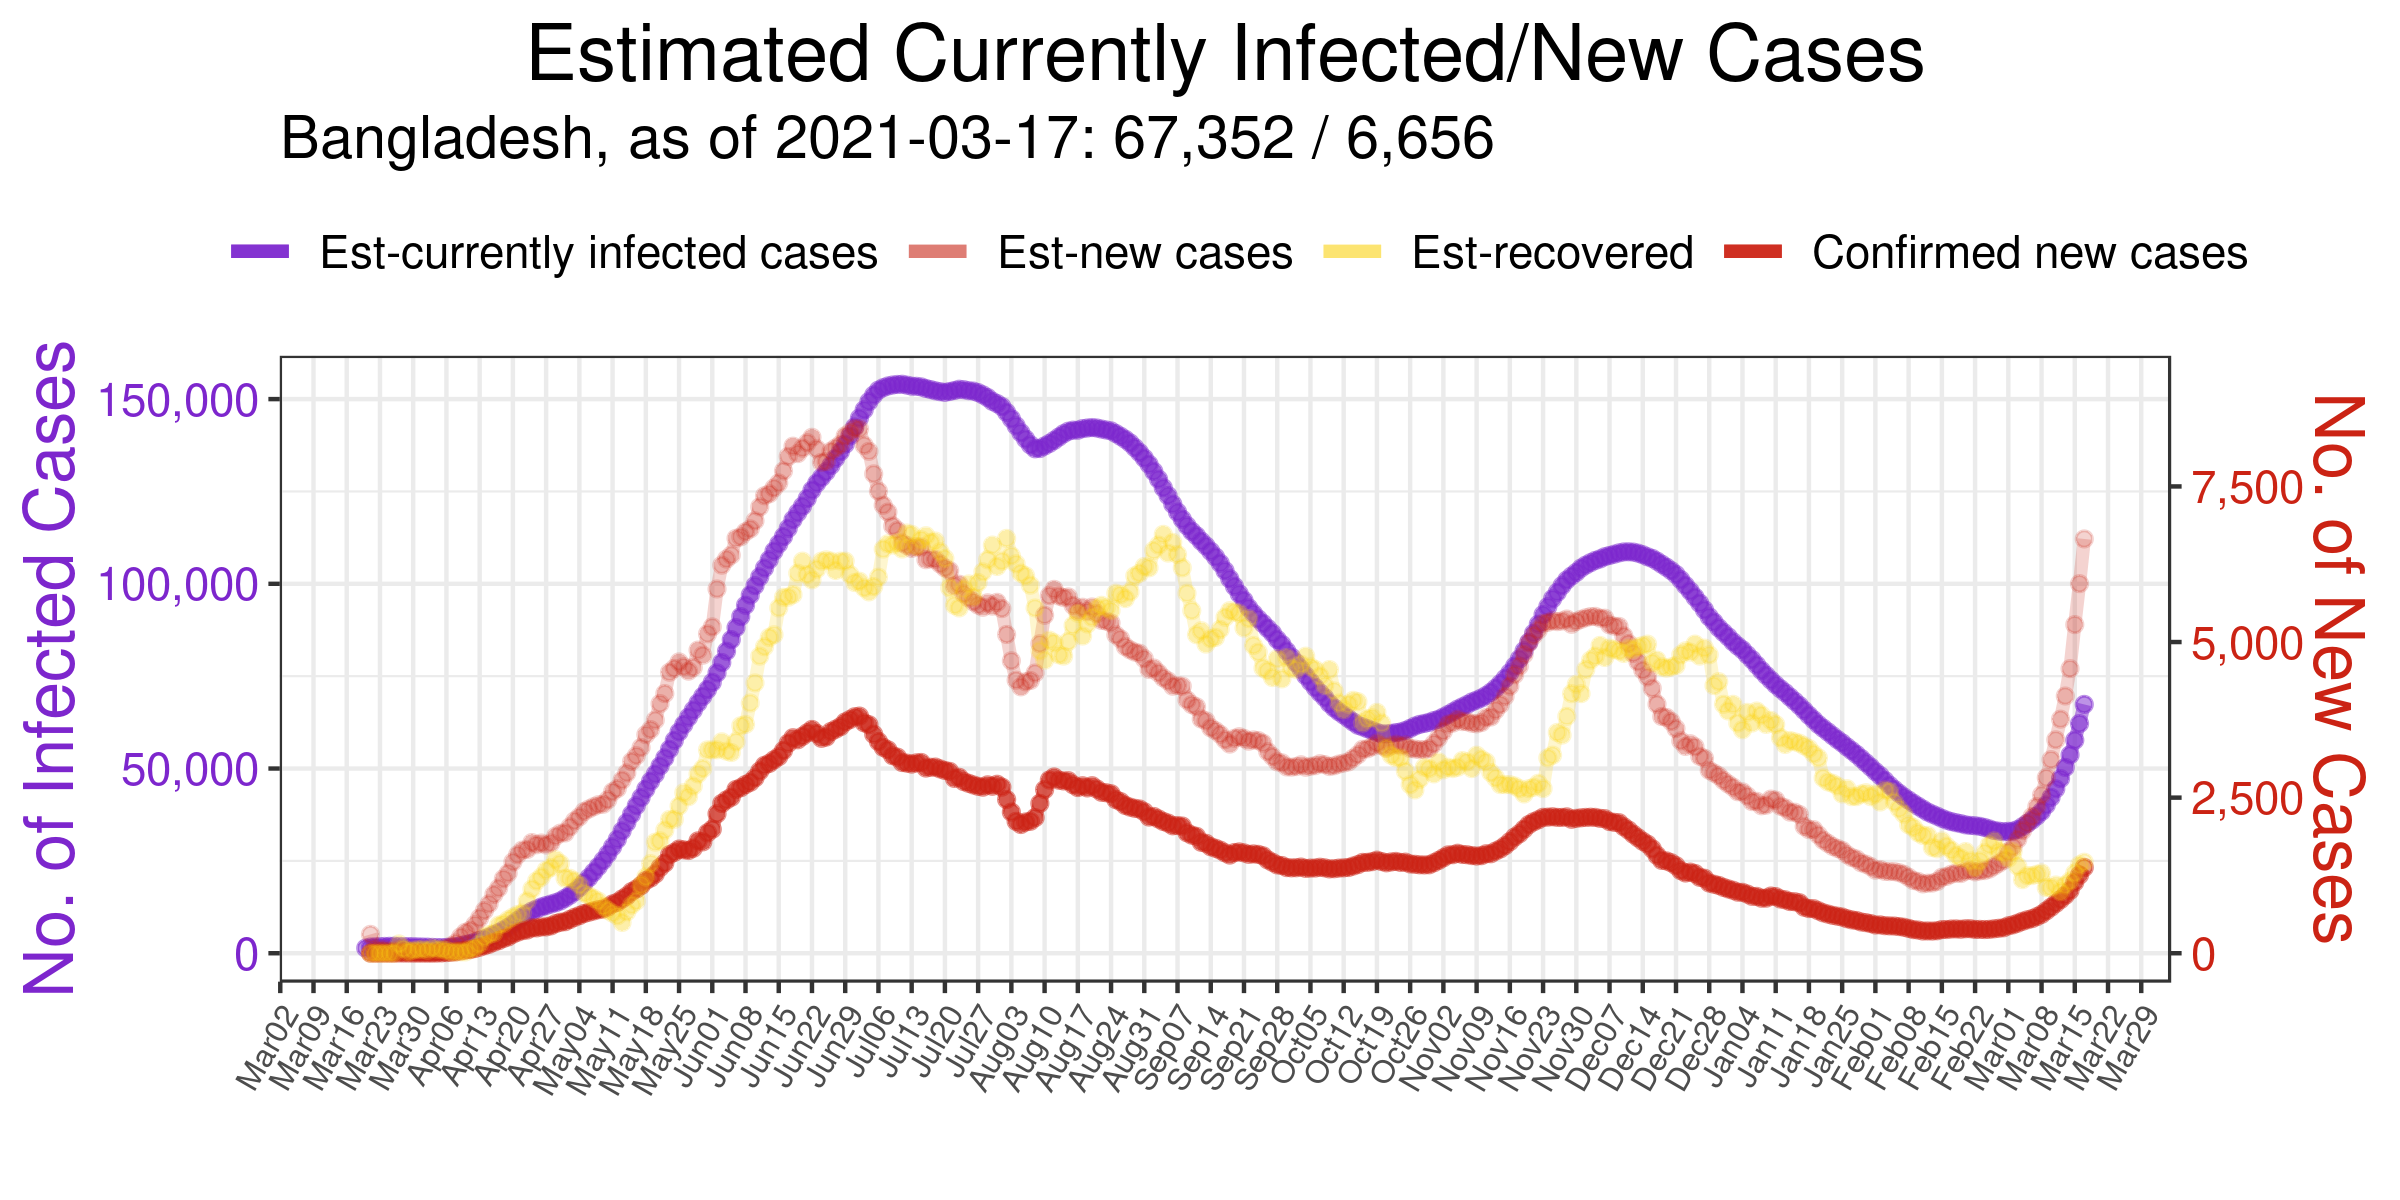 Estimated Currently Infected/New Cases
Bangladesh, as of 2021-03-17: 67,352 / 6,656
Est-currently infected cases Est-new cases Est-recovered Confirmed new cases
No. of Infected Cases
150,000
100,000
50,000
0
7,500
5,000
2,500
0
No. of New Cases
Mar02
Mar09
Mar16
Mar23
Mar30
Apr06
Apr13
Apr20
Apr27
May04
May11
May18
May25
Jun01
Jun08
Jun15
Jun22
Jun29
Jul06
Jul13
Jul20
Jul27
Aug03
Aug10
Aug17
Aug24
Aug31
Sep07
Sep14
Sep21
Sep28
Oct05
Oct12
Oct19
Oct26
Nov02
Nov09
Nov16
Nov23
Nov30
Dec07
Dec14
Dec21
Dec28
Jan04
Jan11
Jan18
Jan25
Feb01
Feb08
Feb15
Feb22
Mar01
Mar08
Mar15
Mar22
Mar29